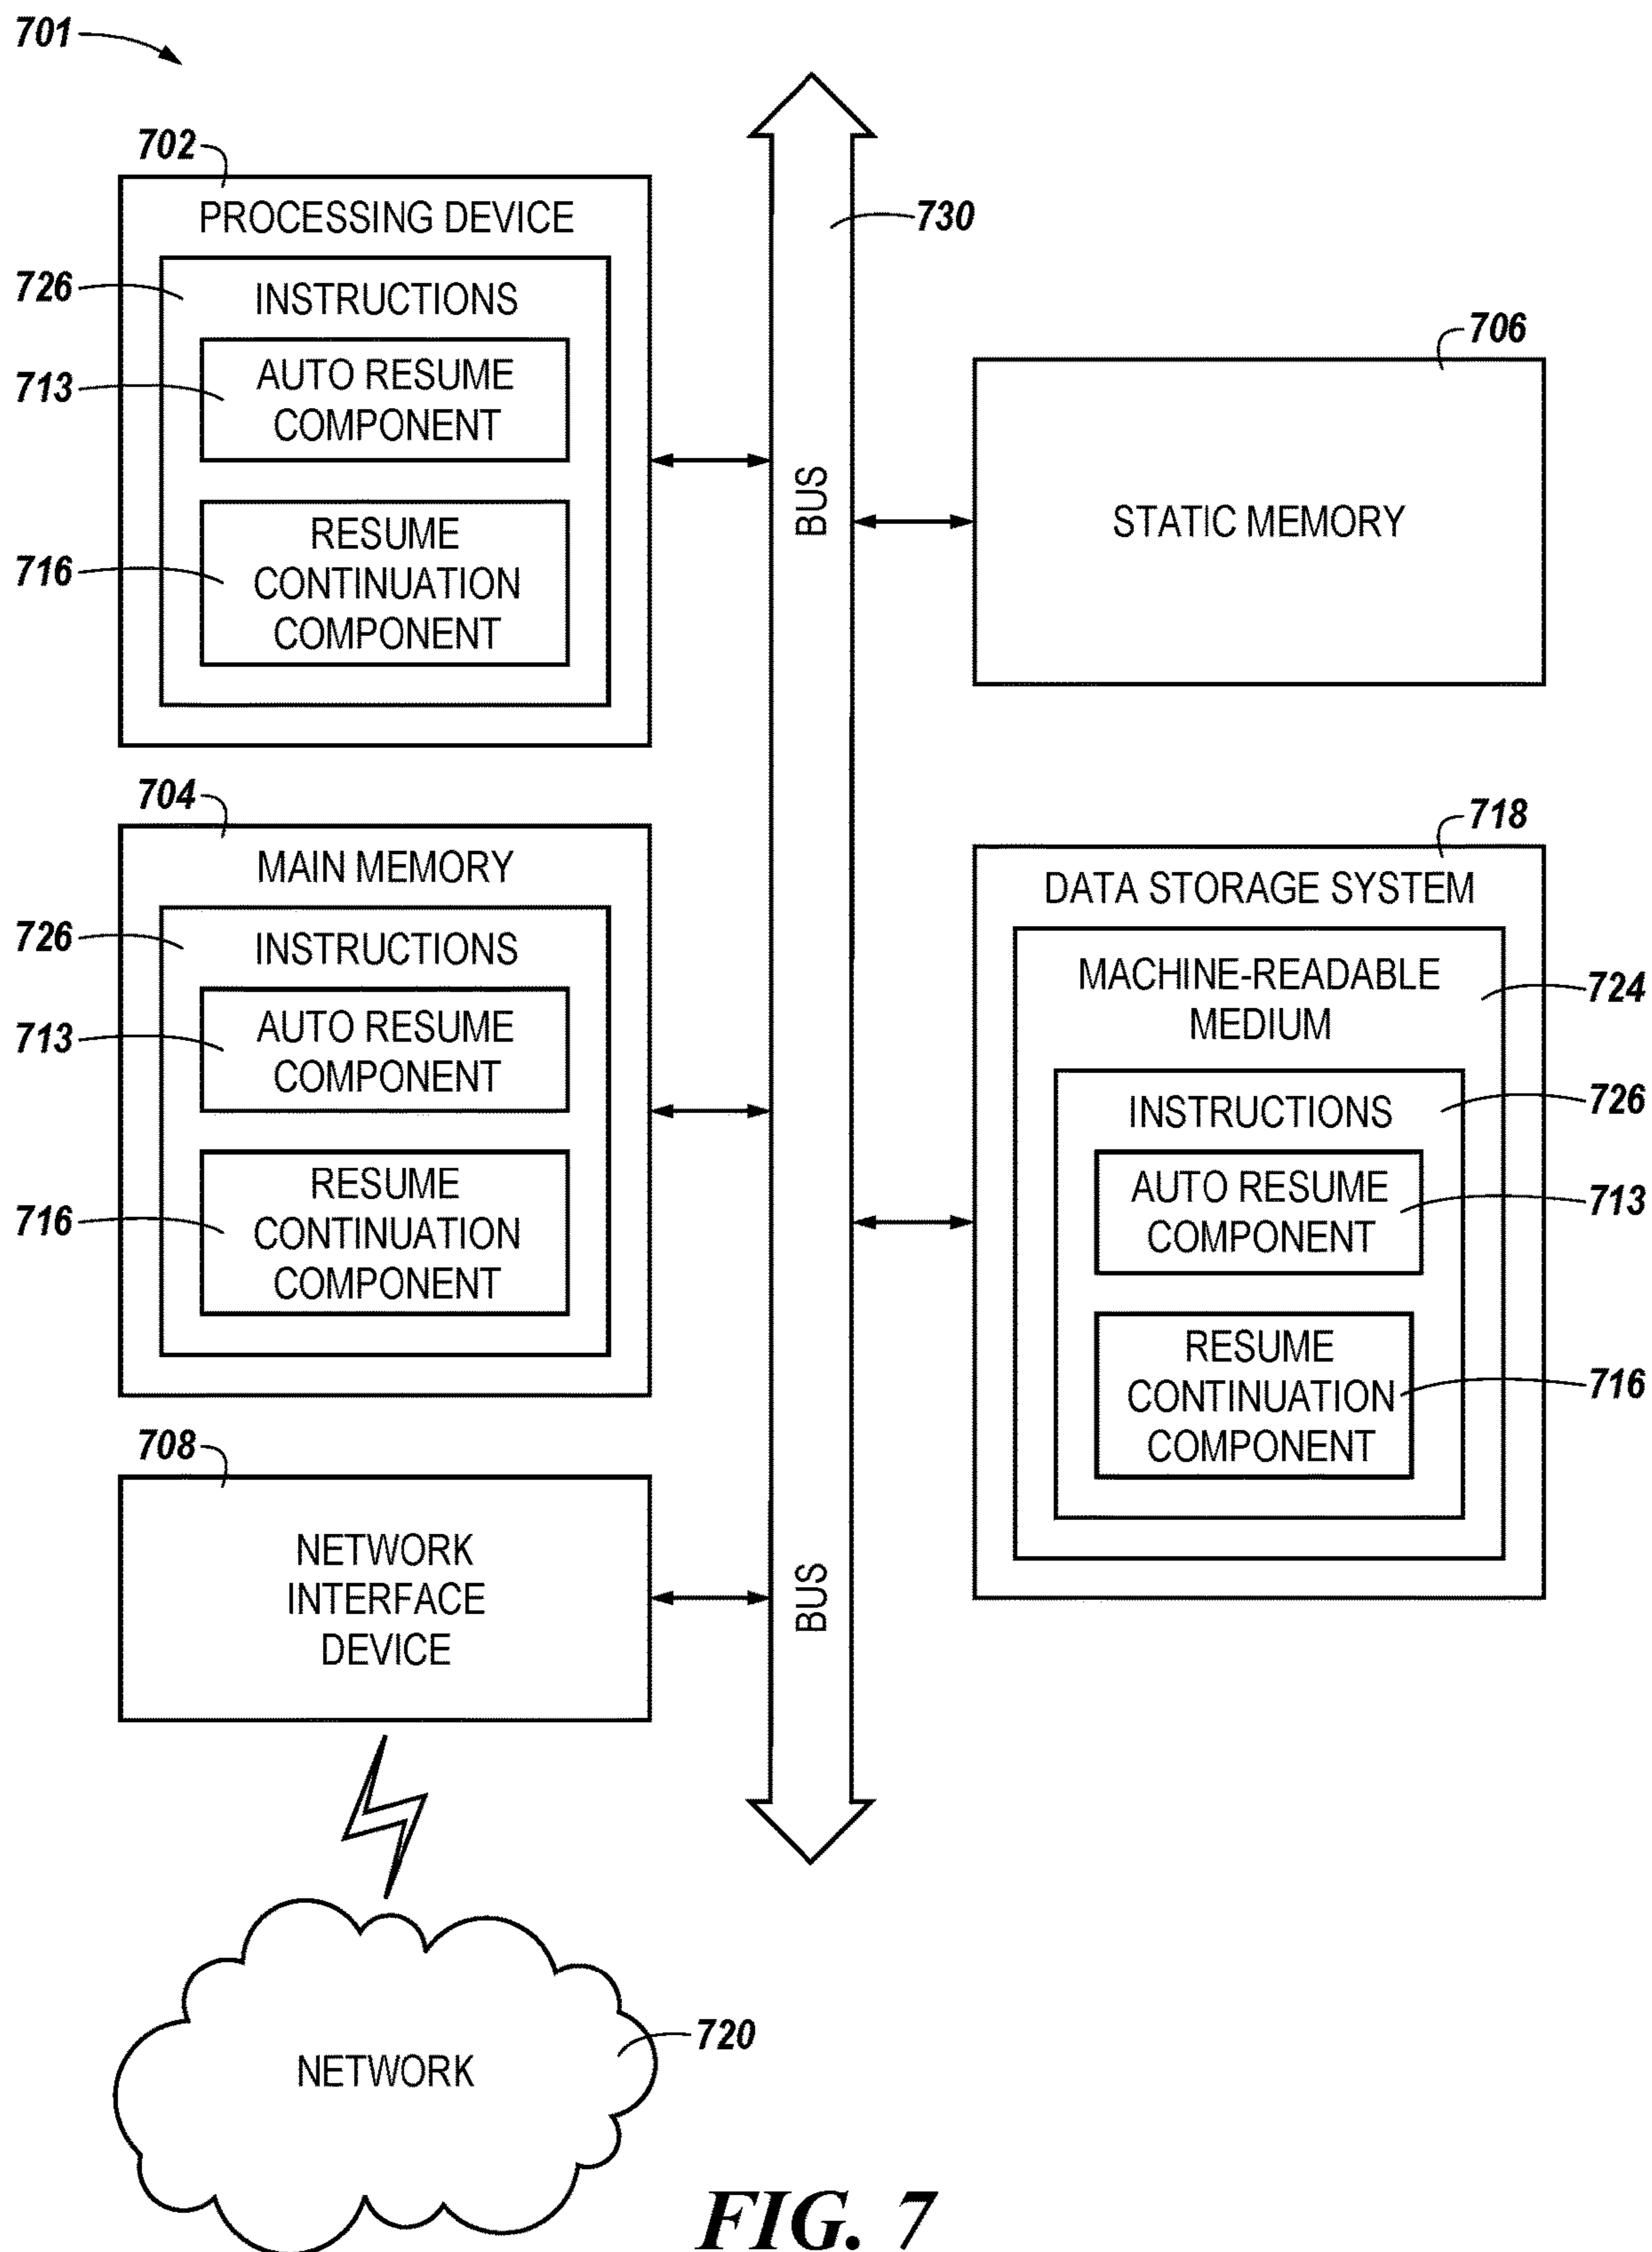 701
702
PROCESSING DEVICE
726
INSTRUCTIONS
713
AUTO RESUME
COMPONENT
716
RESUME
CONTINUATION
COMPONENT
730
BUS
706
STATIC MEMORY
704
MAIN MEMORY
726
INSTRUCTIONS
713
AUTO RESUME
COMPONENT
716
RESUME
CONTINUATION
COMPONENT
718
DATA STORAGE SYSTEM
MACHINE-READABLE
MEDIUM
724
INSTRUCTIONS
726
AUTO RESUME
COMPONENT
713
RESUME
CONTINUATION
COMPONENT
716
708
NETWORK
INTERFACE
DEVICE
BUS
NETWORK
720
FIG. 7